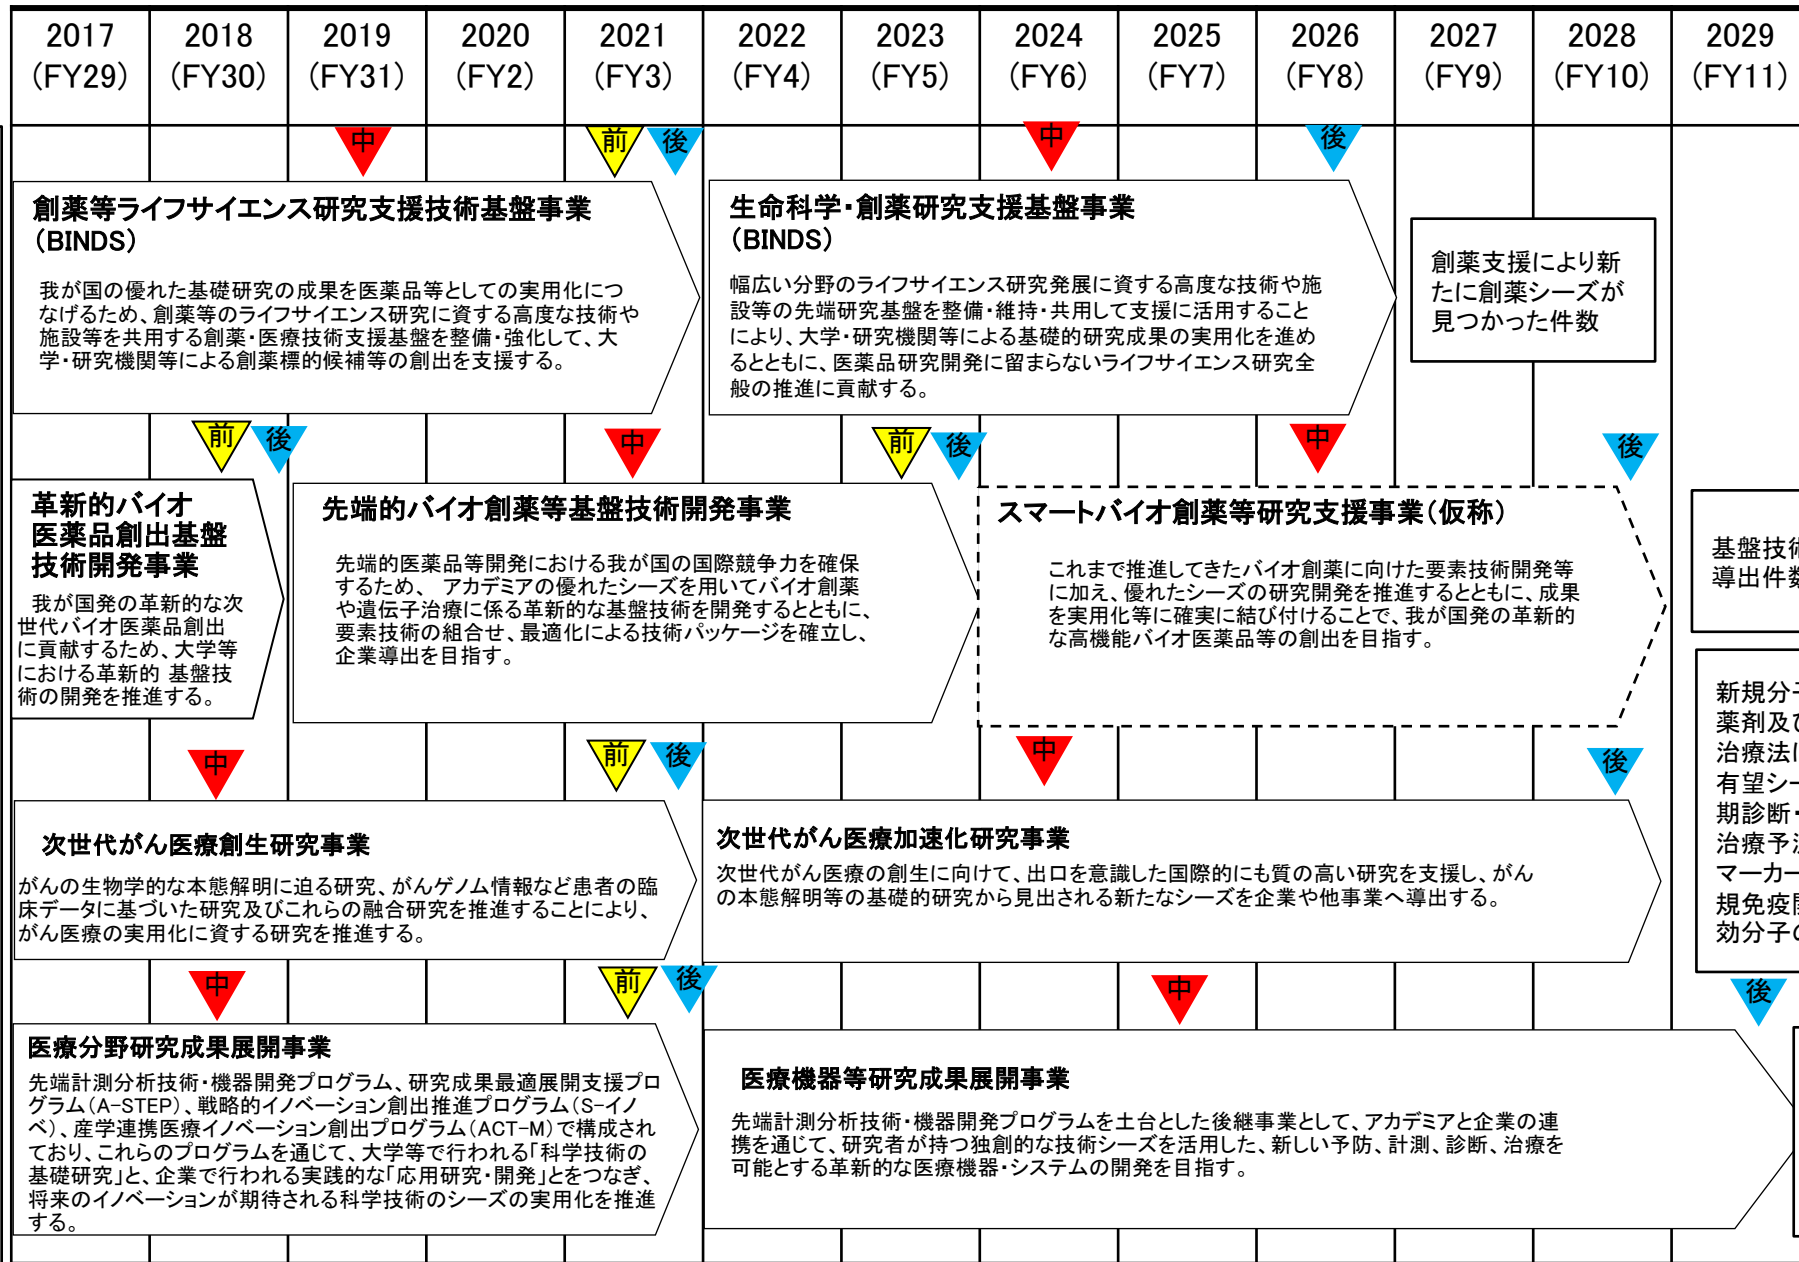 2017 2018 2019 2020 2021 2022 2023 2024 2025 2026 2027 2028 2029
(FY29) (FY30) (FY31) (FY2) (FY3) (FY4) (FY5) (FY6) (FY7) (FY8) (FY9) (FY10) (FY11)
中 前 後 中 後
創薬等ライフサイエンス研究支援技術基盤事業
(BINDS)
我が国の優れた基礎研究の成果を医薬品等としての実用化につ
なげるため、創薬等のライフサイエンス研究に資する高度な技術や
施設等を共用する創薬・医療技術支援基盤を整備・強化して、大
学・研究機関等による創薬標的候補等の創出を支援する。
生命科学・創薬研究支援基盤事業
(BINDS)
幅広い分野のライフサイエンス研究発展に資する高度な技術や施
設等の先端研究基盤を整備・維持・共用して支援に活用すること
により、大学・研究機関等による基礎的研究成果の実用化を進め
るとともに、医薬品研究開発に留まらないライフサイエンス研究全
般の推進に貢献する。
創薬支援により新
たに創薬シーズが
見つかった件数
前 後 中 前 後 中 後
革新的バイオ
医薬品創出基盤
技術開発事業
我が国発の革新的な次
世代バイオ医薬品創出
に貢献するため、大学等
における革新的 基盤技
術の開発を推進する。
先端的バイオ創薬等基盤技術開発事業
先端的医薬品等開発における我が国の国際競争力を確保
するため、 アカデミアの優れたシーズを用いてバイオ創薬
や遺伝子治療に係る革新的な基盤技術を開発するとともに、
要素技術の組合せ、最適化による技術パッケージを確立し、
企業導出を目指す。
スマートバイオ創薬等研究支援事業(仮称)
これまで推進してきたバイオ創薬に向けた要素技術開発等
に加え、優れたシーズの研究開発を推進するとともに、成果
を実用化等に確実に結び付けることで、我が国発の革新的
な高機能バイオ医薬品等の創出を目指す。
基盤技術
導出件数
中 前 後 中 後
次世代がん医療創生研究事業
がんの生物学的な本態解明に迫る研究、がんゲノム情報など患者の臨
床データに基づいた研究及びこれらの融合研究を推進することにより、
がん医療の実用化に資する研究を推進する。
次世代がん医療加速化研究事業
次世代がん医療の創生に向けて、出口を意識した国際的にも質の高い研究を支援し、がん
の本態解明等の基礎的研究から見出される新たなシーズを企業や他事業へ導出する。
新規分子
薬剤及び
治療法に
有望シー
期診断・
治療予測
マーカー
規免疫関
効分子の
中 前 後 中 後
医療分野研究成果展開事業
先端計測分析技術・機器開発プログラム、研究成果最適展開支援プロ
グラム(A-STEP)、戦略的イノベーション創出推進プログラム(S-イノ
ベ)、産学連携医療イノベーション創出プログラム(ACT-M)で構成され
ており、これらのプログラムを通じて、大学等で行われる「科学技術の
基礎研究」と、企業で行われる実践的な「応用研究・開発」とをつなぎ、
将来のイノベーションが期待される科学技術のシーズの実用化を推進
する。
医療機器等研究成果展開事業
先端計測分析技術・機器開発プログラムを土台とした後継事業として、アカデミアと企業の連
携を通じて、研究者が持つ独創的な技術シーズを活用した、新しい予防、計測、診断、治療を
可能とする革新的な医療機器・システムの開発を目指す。